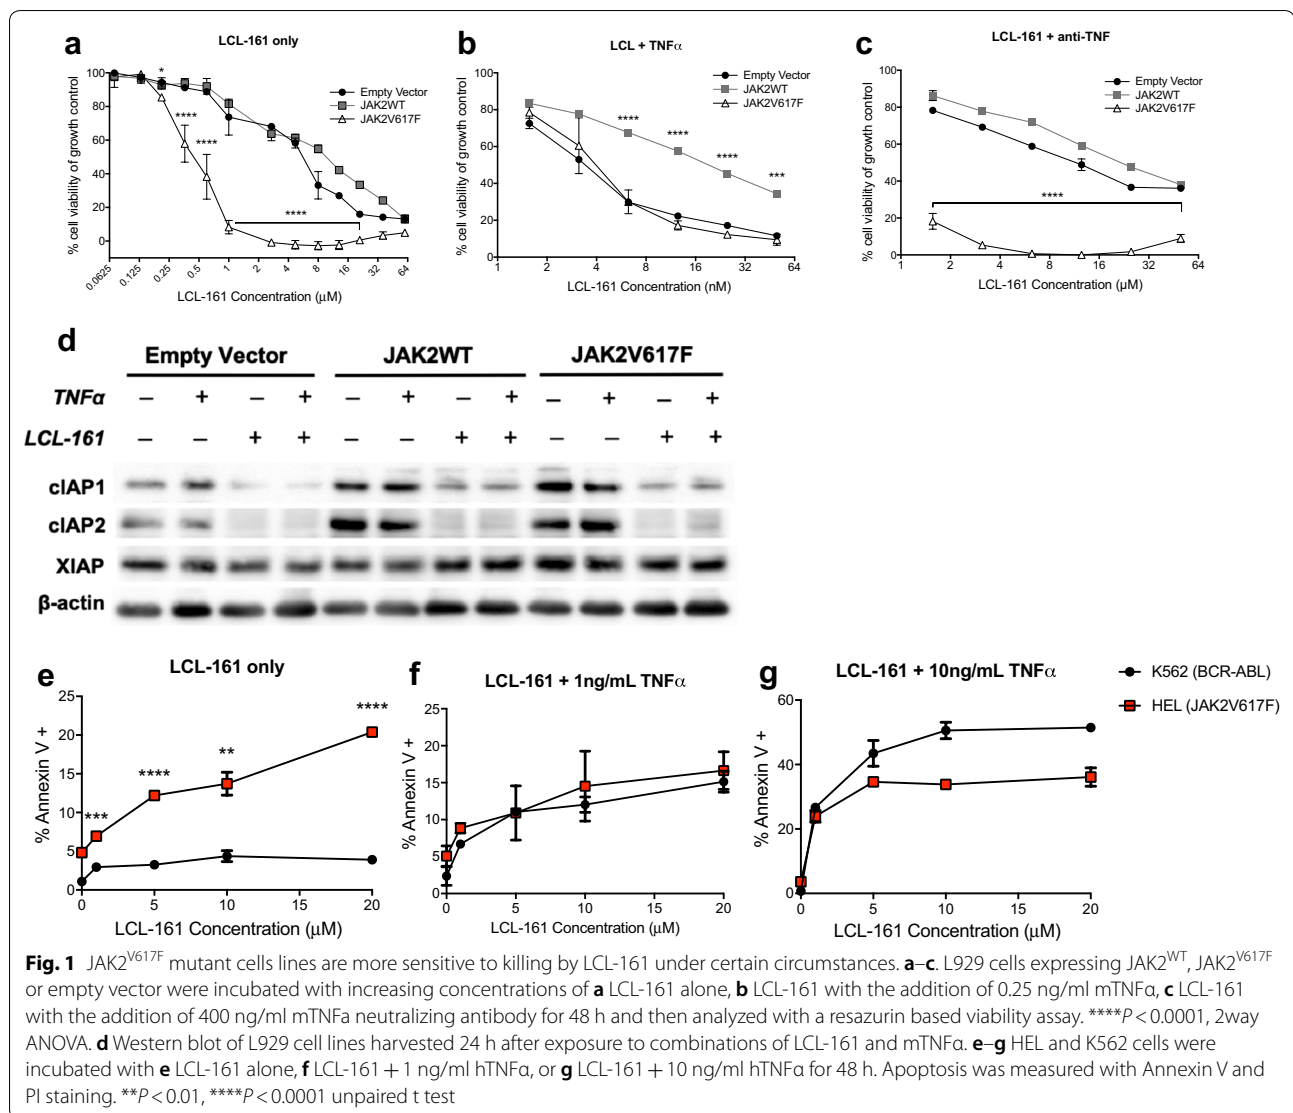 a
LCL-161 only
% cell viability of growth control
100
80
60
40
20
0
*
****
****
****
Empty Vector
JAK2WT
JAK2V617F
0.0625
0.125
0.25
0.5
1
2
4
8
16
32
64
LCL-161 Concentration (μM)
b
LCL + TNFα
% cell viability of growth control
100
80
60
40
20
0
Empty Vector
JAK2WT
JAK2V617F
****
****
****
***
1 2 4 8 16 32 64
LCL-161 Concentration (nM)
c
LCL-161 + anti-TNF
% cell viability of growth control
100
80
60
40
20
0
Empty Vector
JAK2WT
JAK2V617F
****
1 2 4 8 16 32 64
LCL-161 Concentration (μM)
d
Empty Vector JAK2WT JAK2V617F
TNFα – + – + – + – + – + – +
LCL-161 – – + + – – + + – – + +
cIAP1
cIAP2
XIAP
β-actin
e
LCL-161 only
% Annexin V +
25
20
15
10
5
0
***
****
**
****
0 5 10 15 20
LCL-161 Concentration (μM)
f
LCL-161 + 1ng/mL TNFα
% Annexin V +
25
20
15
10
5
0
0 5 10 15 20
LCL-161 Concentration (μM)
g
LCL-161 + 10ng/mL TNFα
% Annexin V +
60
40
20
0
0 5 10 15 20
LCL-161 Concentration (μM)
K562 (BCR-ABL)
HEL (JAK2V617F)
Fig. 1 JAK2V617F mutant cells lines are more sensitive to killing by LCL-161 under certain circumstances. a–c. L929 cells expressing JAK2WT, JAK2V617F
or empty vector were incubated with increasing concentrations of a LCL-161 alone, b LCL-161 with the addition of 0.25 ng/ml mTNFα, c LCL-161
with the addition of 400 ng/ml mTNFa neutralizing antibody for 48 h and then analyzed with a resazurin based viability assay. ****P < 0.0001, 2way
ANOVA. d Western blot of L929 cell lines harvested 24 h after exposure to combinations of LCL-161 and mTNFα. e–g HEL and K562 cells were
incubated with e LCL-161 alone, f LCL-161 + 1 ng/ml hTNFα, or g LCL-161 + 10 ng/ml hTNFα for 48 h. Apoptosis was measured with Annexin V and
PI staining. **P < 0.01, ****P < 0.0001 unpaired t test